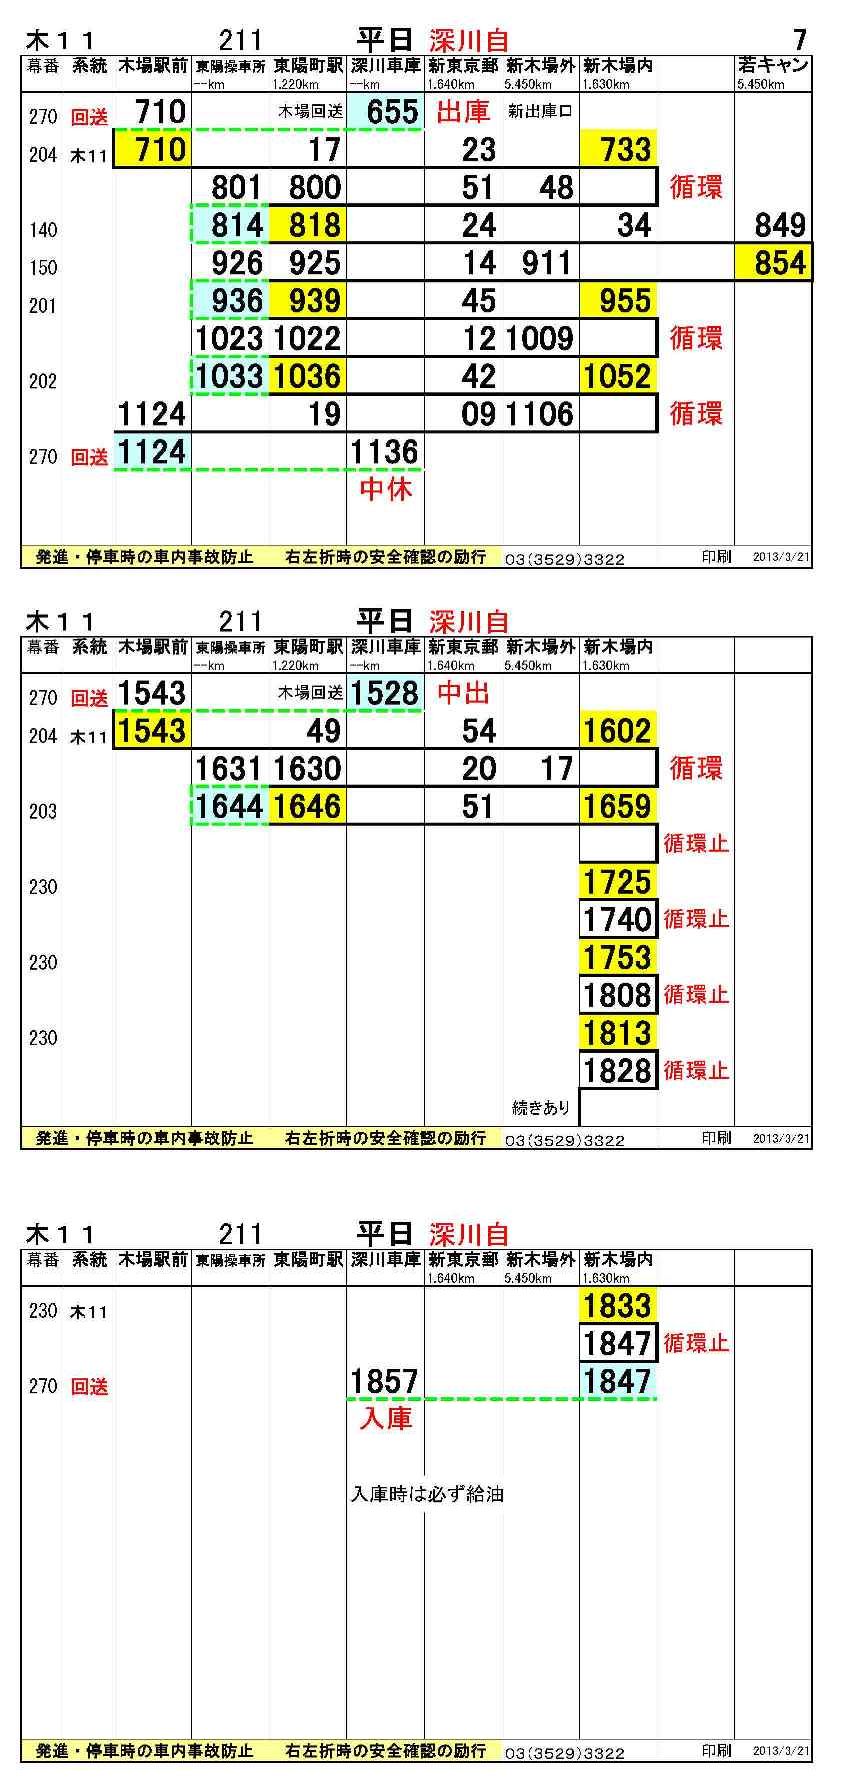 木１１ 211 平日 深川自 7
幕番 系統 木場駅前 東陽操車所 東陽町駅 深川車庫 新東京郵 新木場外 新木場内 若キャン
--km 1.220km --km 1.640km 5.450km 1.630km 5.450km
270 回送 710 木場回送 655 出庫 新出庫口
204 木11 710 17 23 733
801 800 51 48 循環
140 814 818 24 34 849
150 926 925 14 911 854
201 936 939 45 955
1023 1022 12 1009 循環
202 1033 1036 42 1052
1124 19 09 1106 循環
270 回送 1124 1136
中休
発進・停車時の車内事故防止 右左折時の安全確認の励行 03(3529)3322 印刷 2013/3/21
木１１ 211 平日 深川自
幕番 系統 木場駅前 東陽操車所 東陽町駅 深川車庫 新東京郵 新木場外 新木場内
--km 1.220km --km 1.640km 5.450km 1.630km
270 回送 1543 木場回送 1528 中出
204 木11 1543 49 54 1602
1631 1630 20 17 循環
203 1644 1646 51 1659
循環止
230 1725
1740 循環止
230 1753
1808 循環止
230 1813
1828 循環止
続きあり
発進・停車時の車内事故防止 右左折時の安全確認の励行 03(3529)3322 印刷 2013/3/21
木１１ 211 平日 深川自
幕番 系統 木場駅前 東陽操車所 東陽町駅 深川車庫 新東京郵 新木場外 新木場内
1.640km 5.450km 1.630km
230 木11 1833
1847 循環止
270 回送 1857 1847
入庫
入庫時は必ず給油
発進・停車時の車内事故防止 右左折時の安全確認の励行 03(3529)3322 印刷 2013/3/21